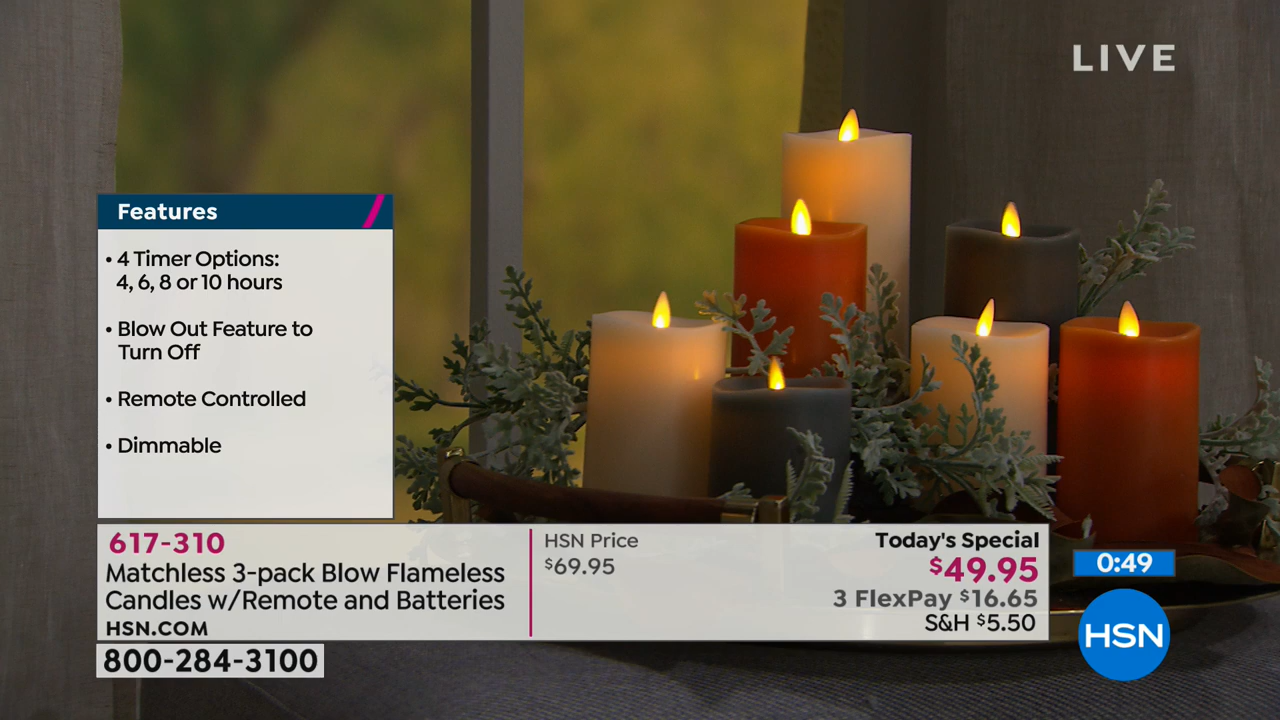 LIVE
Features
• 4 Timer Options:
4, 6, 8 or 10 hours
• Blow Out Feature to
Turn Off
• Remote Controlled
• Dimmable
617-310
Matchless 3-pack Blow Flameless
Candles w/Remote and Batteries
HSN.COM
800-284-3100
HSN Price
$69.95
Today's Special
$49.95
3 FlexPay $16.65
S&H $5.50
0:49
HSN